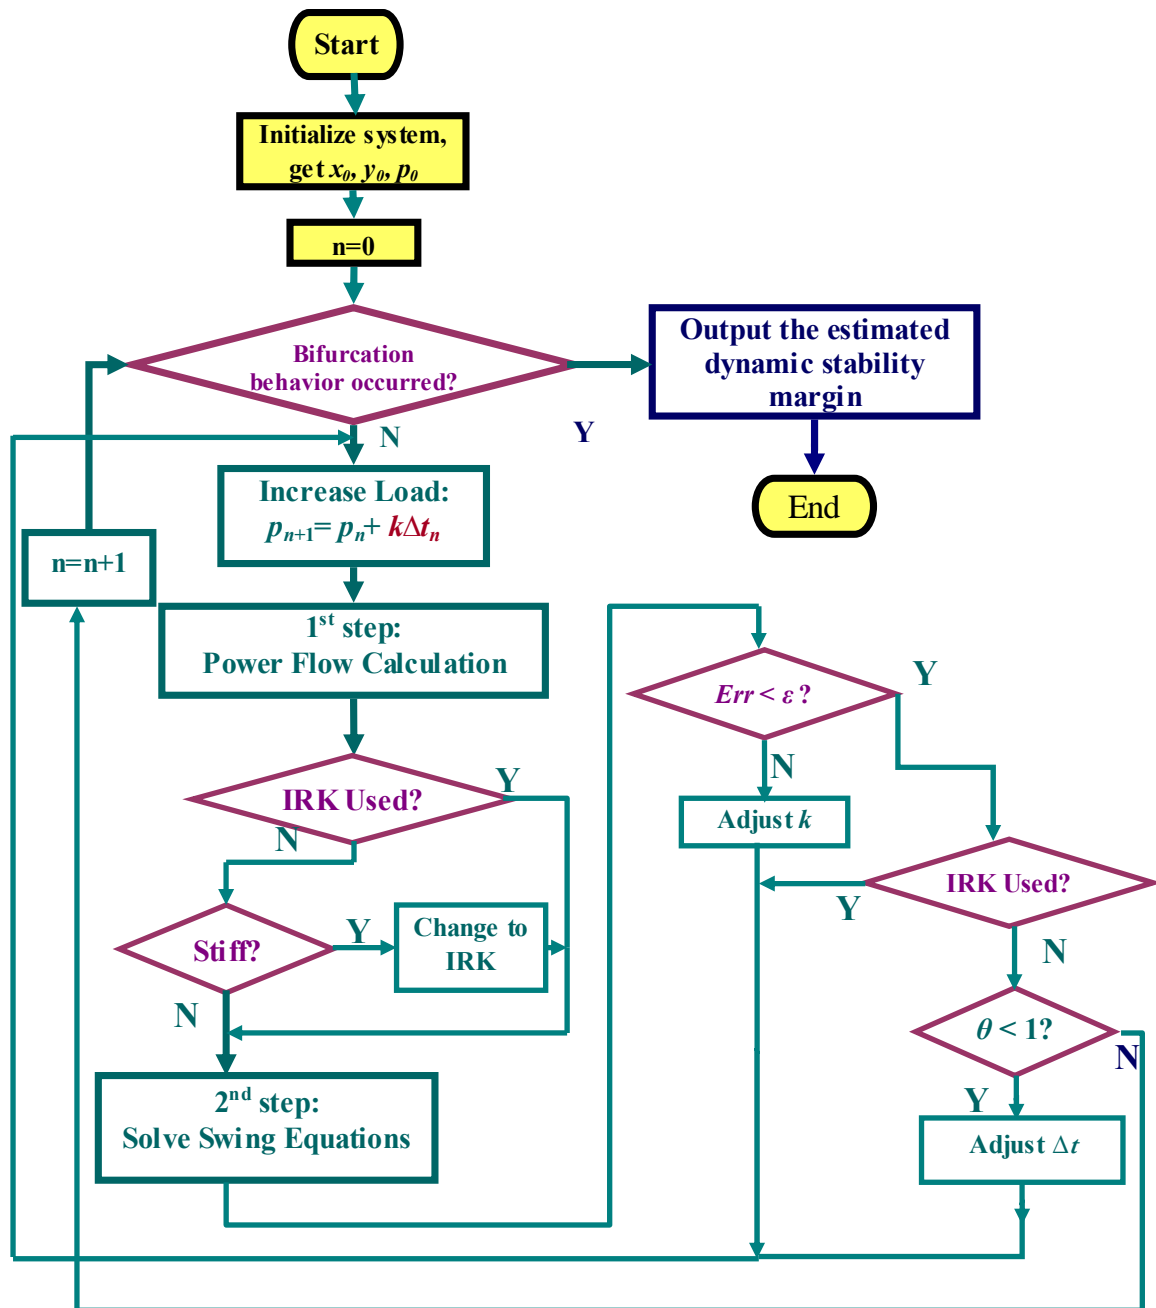 Start
Initialize system,
get x₀, y₀, p₀
n=0
Bifurcation
behavior occurred?
Y
N
Output the estimated
dynamic stability
margin
End
Increase Load:
pₙ₊₁= pₙ+ kΔtₙ
n=n+1
1st step:
Power Flow Calculation
IRK Used?
Y
N
Stiff?
Y
Change to
IRK
N
2nd step:
Solve Swing Equations
Err < ε ?
Y
N
Adjust k
IRK Used?
Y
N
θ < 1?
N
Y
Adjust Δt